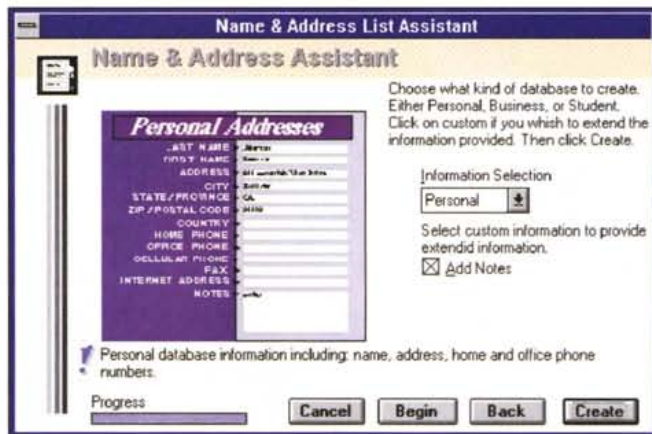 Name & Address List Assistant
Name & Address Assistant
Choose what kind of database to create.
Either Personal, Business, or Student.
Click on custom if you whish to extend the
information provided. Then click Create.
Personal Addresses
LAST NAME
FIRST NAME
ADDRESS
CITY
STATE/PROVINCE CA
ZIP/POSTAL CODE
COUNTRY
HOME PHONE
OFFICE PHONE
CELLULAR PHONE
FAX
INTERNET ADDRESS
NOTES
Information Selection
Personal
Select custom information to provide
extendid information.
Add Notes
! Personal database information including: name, address, home and office phone
numbers.
Progress
Cancel Begin Back Create